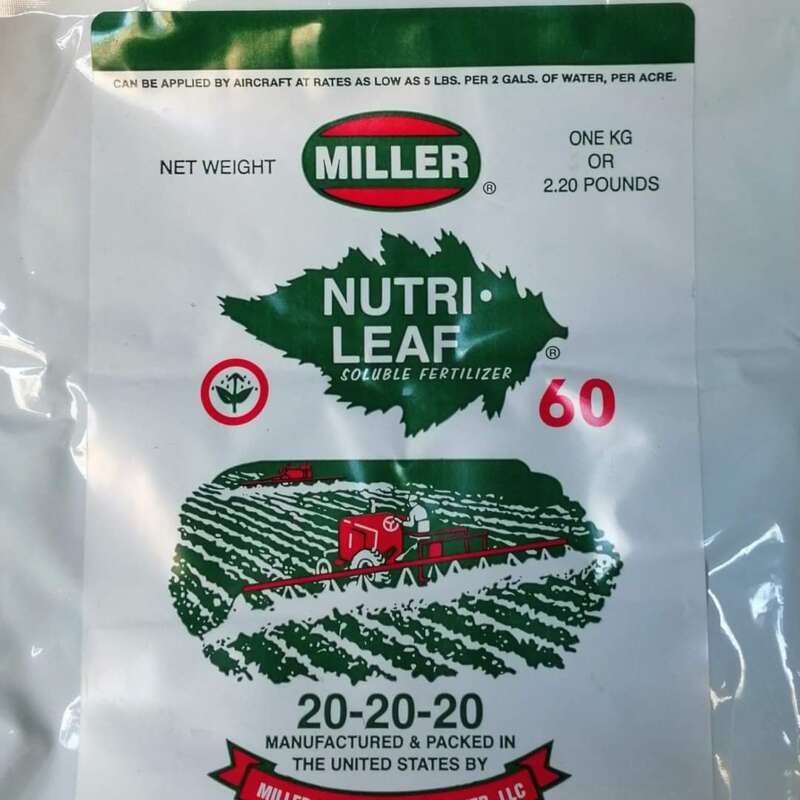 CAN BE APPLIED BY AIRCRAFT AT RATES AS LOW AS 5 LBS. PER 2 GALS. OF WATER, PER ACRE.
NET WEIGHT
MILLER ®
ONE KG
OR
2.20 POUNDS
NUTRI•
LEAF ®
SOLUBLE FERTILIZER
60
20-20-20
MANUFACTURED & PACKED IN
THE UNITED STATES BY
MILLER LLC